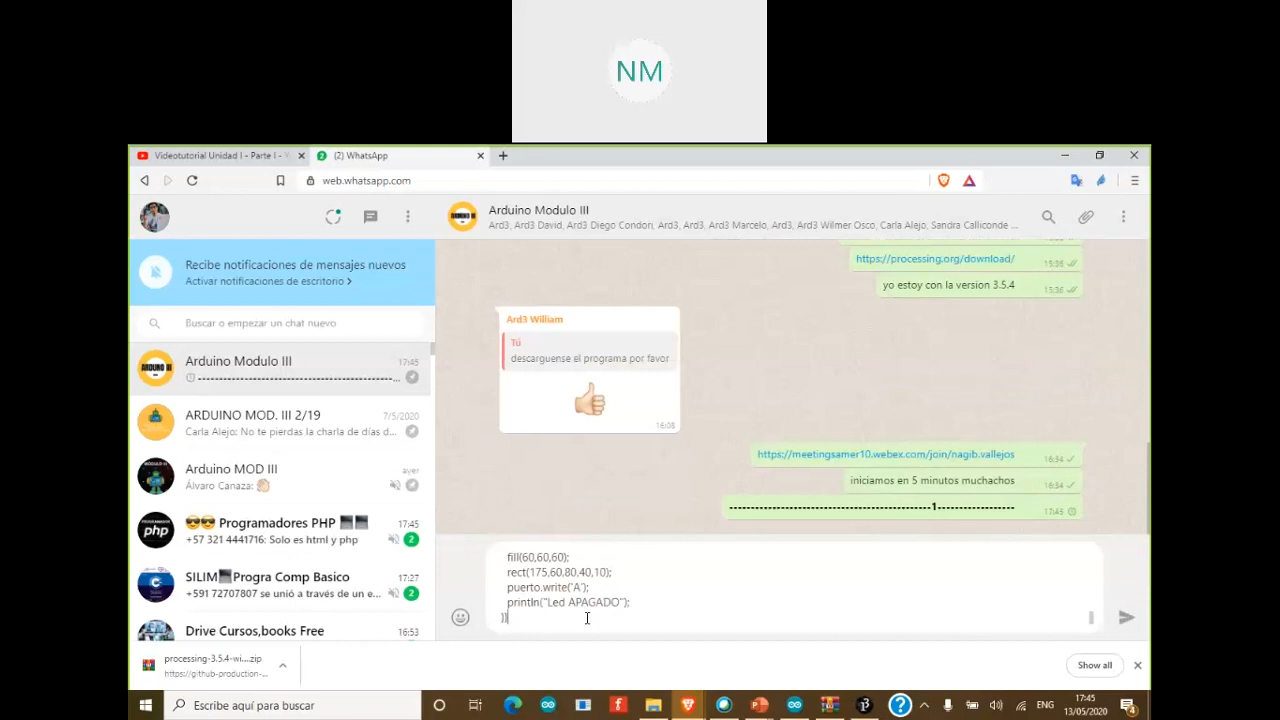 NM
Videotutorial Unidad I - Parte I -
(2) WhatsApp
web.whatsapp.com
Arduino Modulo III
Ard3, Ard3 David, Ard3 Diego Condori, Ard3, Ard3 Marcelo, Ard3 Wilmer Osco, Carla Alejo, Sandra Calliconde ...
Recibe notificaciones de mensajes nuevos
Activar notificaciones de escritorio >
Buscar o empezar un chat nuevo
Arduino Modulo III
17:45
--------------------------------------------...
ARDUINO MOD. III 2/19
7/5/2020
Carla Alejo: No te pierdas la charla de días d...
Arduino MOD III
ayer
Álvaro Canaza:
Programadores PHP
17:45
+57 321 4441716: Solo es html y php
2
SILIM Progra Comp Basico
17:27
+591 72707807 se unió a través de un e...
2
Drive Cursos,books Free
16:53
https://processing.org/download/
15:36
yo estoy con la version 3.5.4
15:36
Ard3 William
Tú
descarguense el programa por favor
16:08
https://meetingsamer10.webex.com/join/nagib.vallejos
16:34
iniciamos en 5 minutos muchachos
16:34
-----------------------------------------------1------------------
17:45
fill(60,60,60);
rect(175,60,80,40,10);
puerto.write('A');
println("Led APAGADO");
}}
processing-3.5.4-wi....zip
https://github-production-...
Show all
Escribe aquí para buscar
ENG
17:45
13/05/2020
4